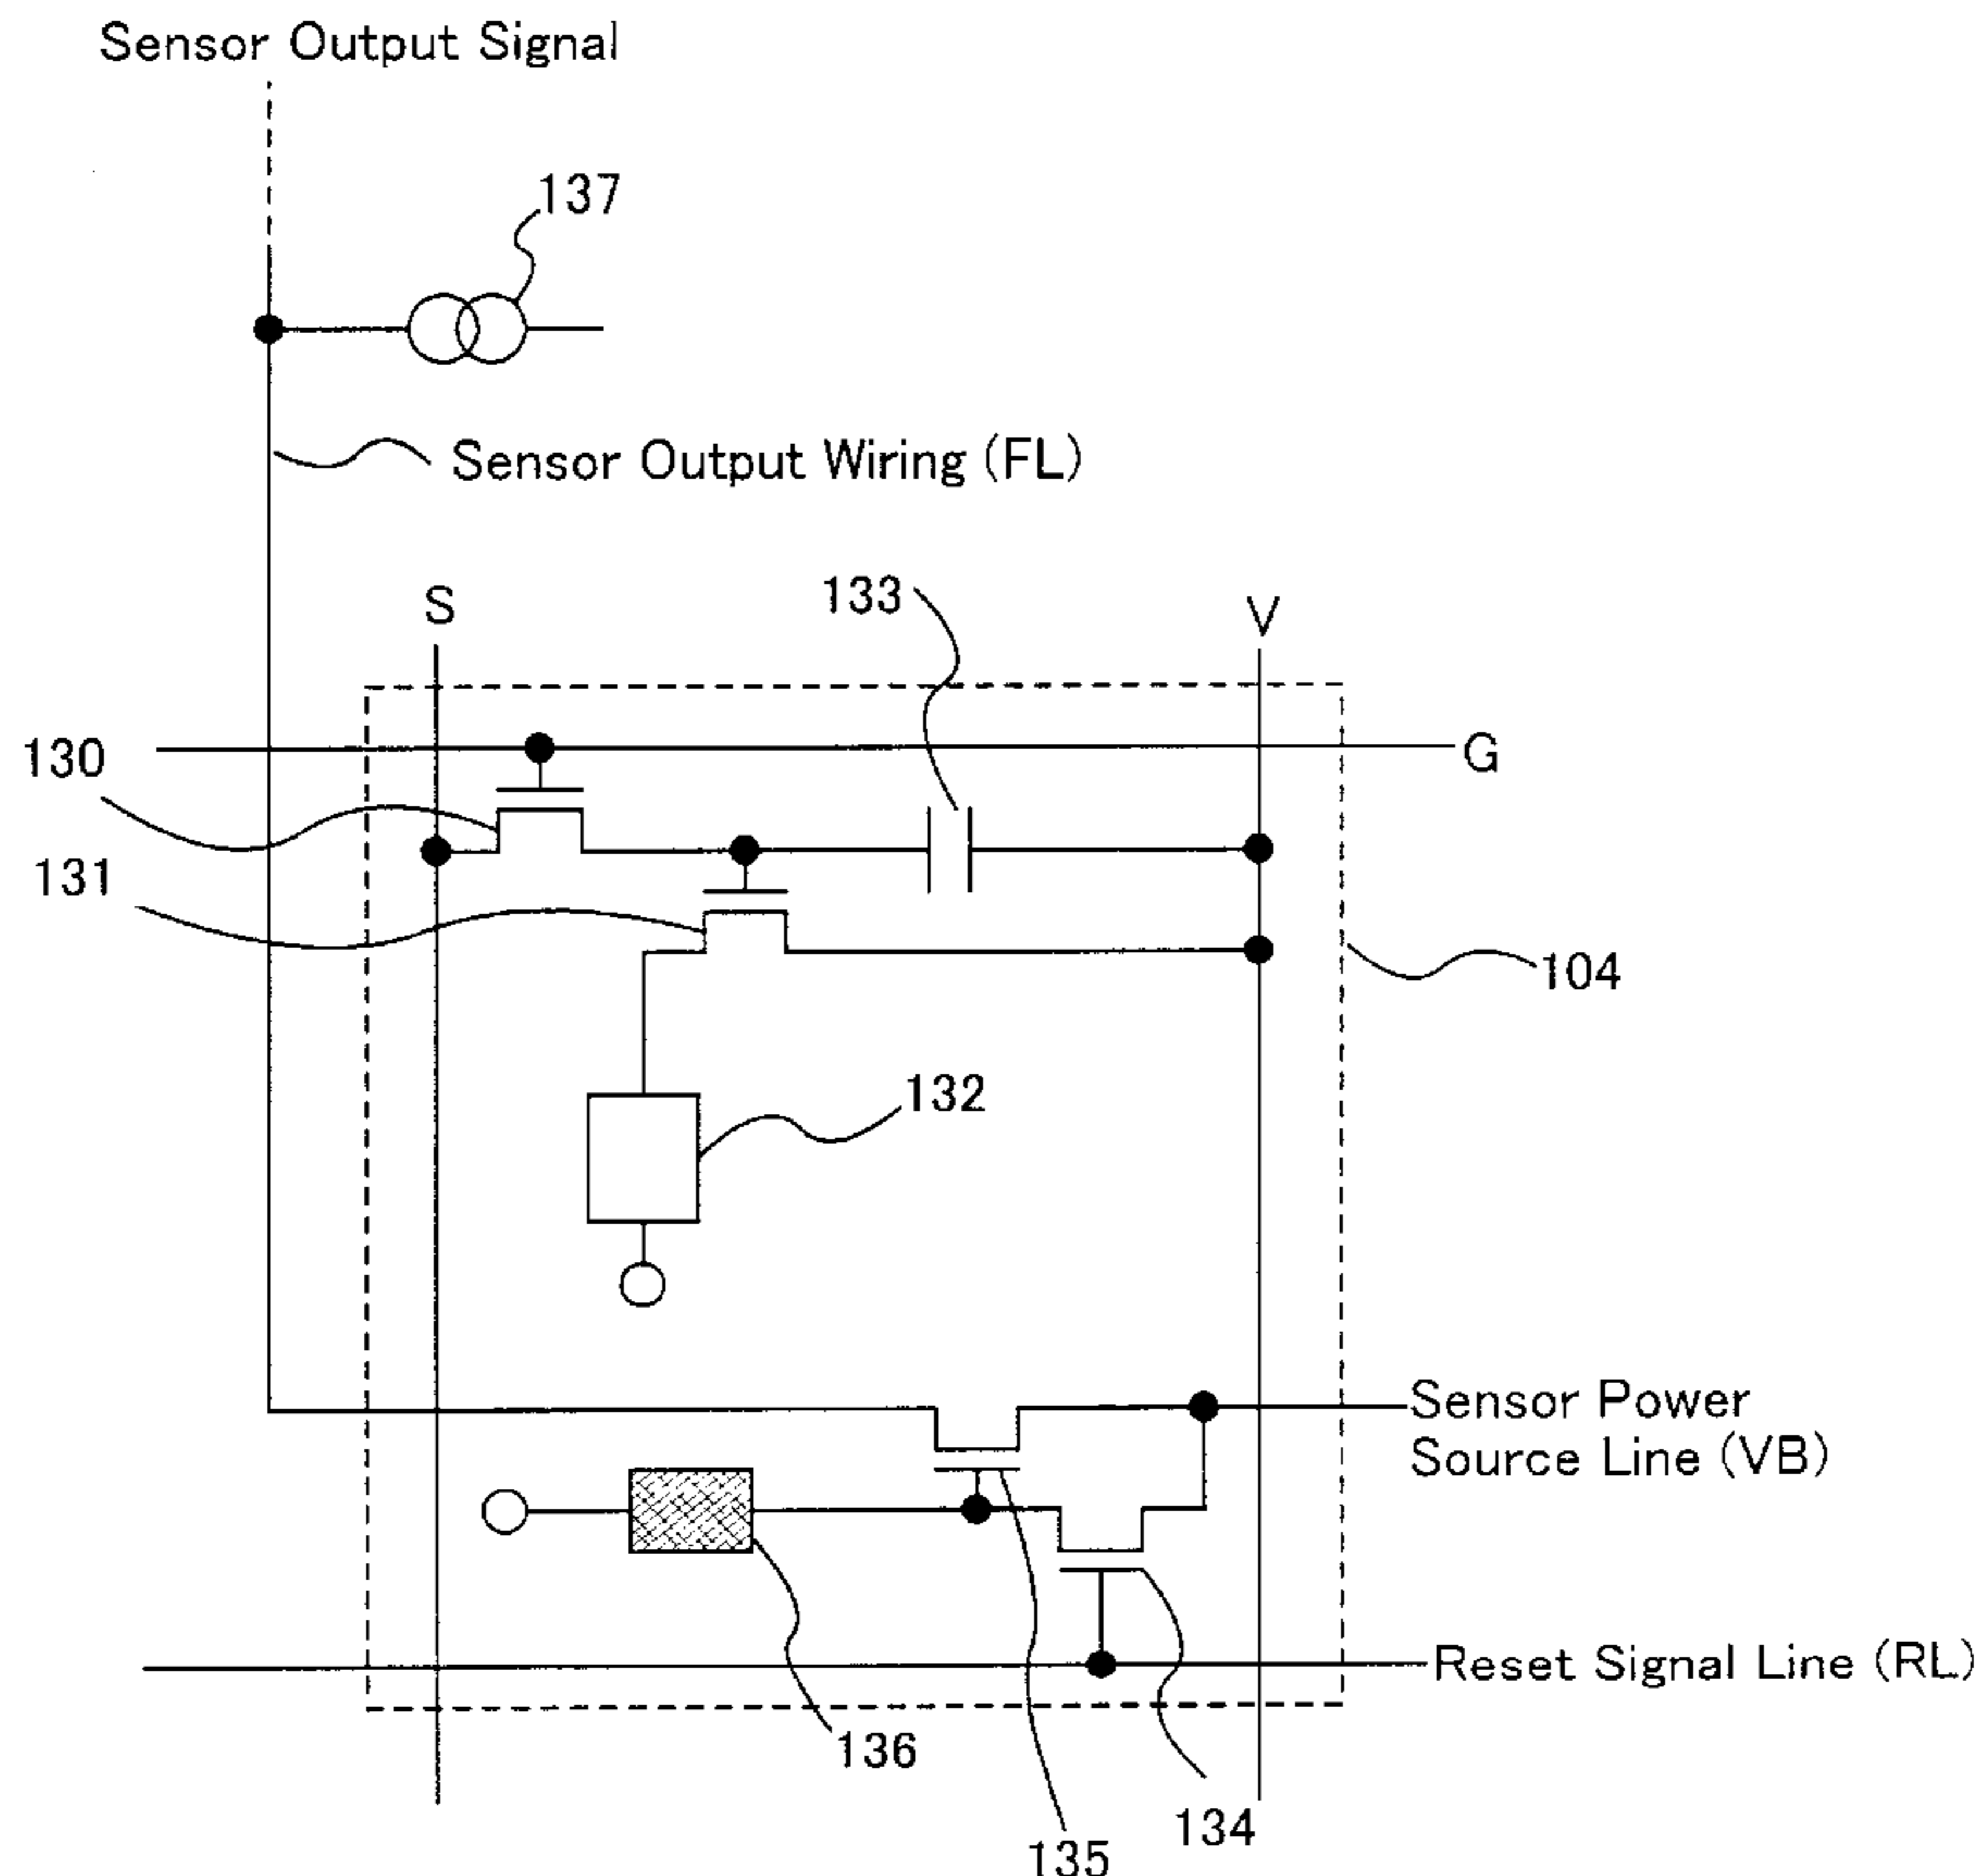 Sensor Output Signal
137
Sensor Output Wiring (FL)
S
133
V
130
G
131
104
132
Sensor Power
Source Line (VB)
Reset Signal Line (RL)
136
134
135